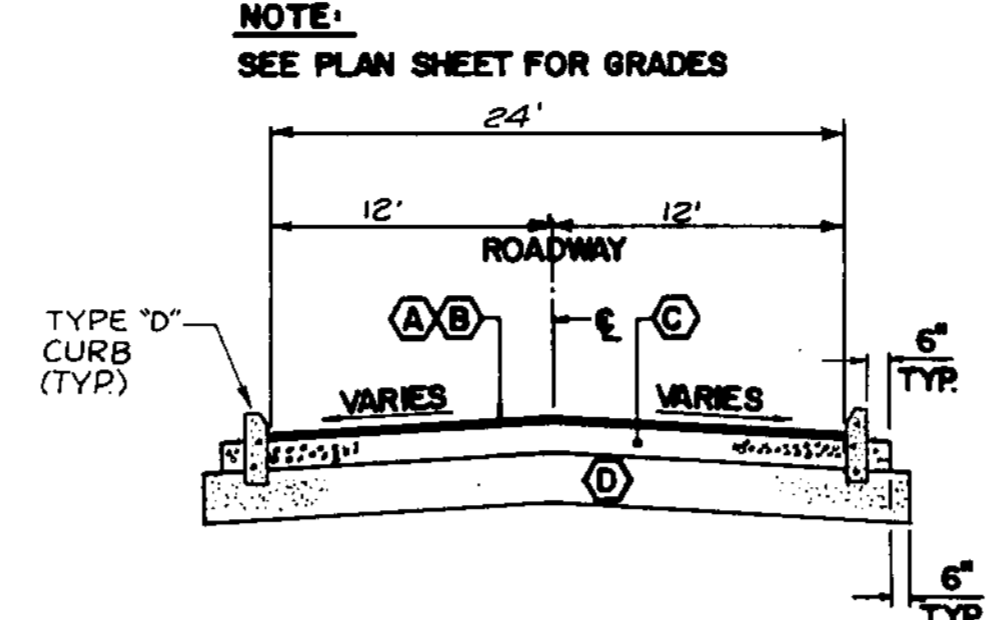 NOTE:
SEE PLAN SHEET FOR GRADES
24'
12' 12'
ROADWAY
A B ℄ C
TYPE "D"
CURB
(TYP.)
6"
TYP.
VARIES VARIES
D
6"
TYP.